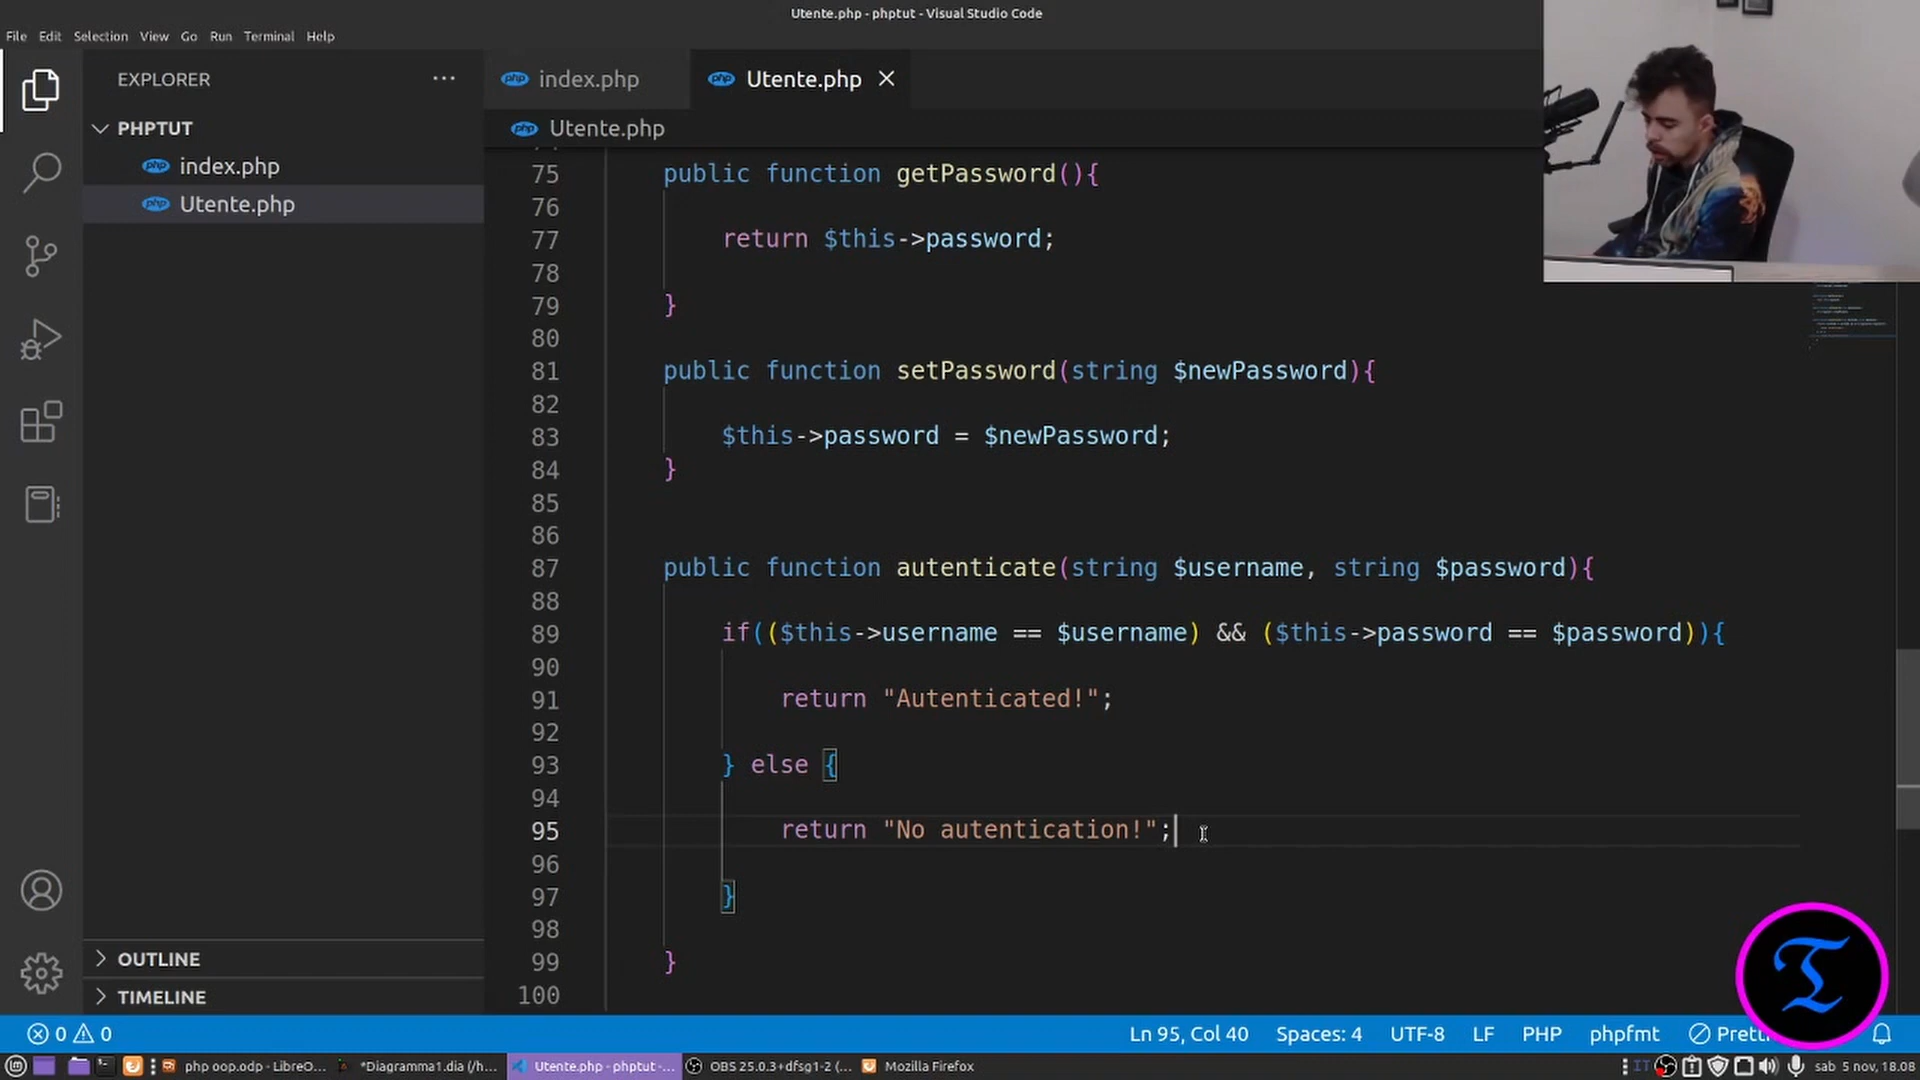 Utente.php - phptut - Visual Studio Code
File Edit Selection View Go Run Terminal Help
EXPLORER ···
PHPTUT
index.php
Utente.php
OUTLINE
TIMELINE
index.php
Utente.php
Utente.php
75 public function getPassword(){
76
77 return $this->password;
78
79 }
80
81 public function setPassword(string $newPassword){
82
83 $this->password = $newPassword;
84 }
85
86
87 public function autenticate(string $username, string $password){
88
89 if(($this->username == $username) && ($this->password == $password)){
90
91 return "Autenticated!";
92
93 } else {
94
95 return "No autentication!";
96
97 }
98
99 }
100
0 0
Ln 95, Col 40 Spaces: 4 UTF-8 LF PHP phpfmt
php oop.odp - LibreO... *Diagramma1.dia (/h... Utente.php - phptut -... OBS 25.0.3+dfsg1-2 (... Mozilla Firefox
IT sab 5 nov, 18.08